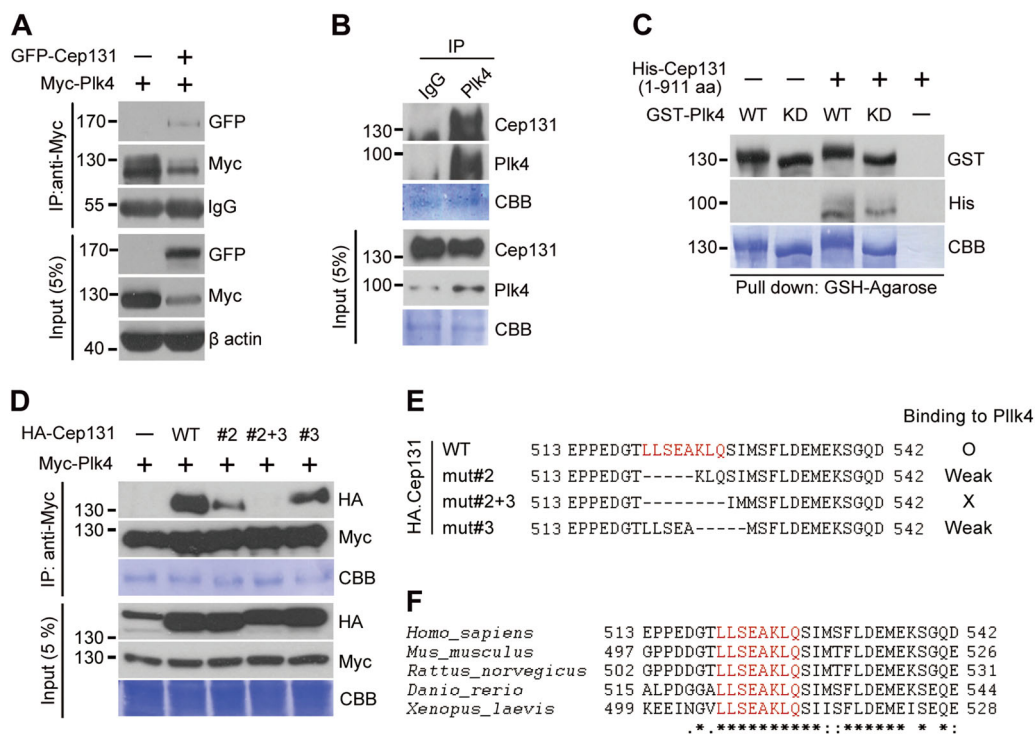 A
GFP-Cep131 — +
Myc-Plk4 + +
IP:anti-Myc
170 GFP
130 Myc
55 IgG
Input (5%)
170 GFP
130 Myc
40 β actin
B
IP
IgG Plk4
130 Cep131
100 Plk4
CBB
Input (5%)
130 Cep131
100 Plk4
CBB
C
His-Cep131 — — + + +
(1-911 aa)
GST-Plk4 WT KD WT KD —
130 GST
100 His
130 CBB
Pull down: GSH-Agarose
D
HA-Cep131 — WT #2 #2+3 #3
Myc-Plk4 + + + + +
IP: anti-Myc
130 HA
Myc
CBB
Input (5 %)
130 HA
130 Myc
CBB
E
Binding to Pllk4
HA.Cep131
WT 513 EPPEDGTLLSEAKLQSIMSFLDEMEKSGQD 542 O
mut#2 513 EPPEDGT-----KLQSIMSFLDEMEKSGQD 542 Weak
mut#2+3 513 EPPEDGT--------IMMSFLDEMEKSGQD 542 X
mut#3 513 EPPEDGTLLSEA-----MSFLDEMEKSGQD 542 Weak
F
Homo_sapiens 513 EPPEDGTLLSEAKLQSIMSFLDEMEKSGQD 542
Mus_musculus 497 GPPDDGTLLSEAKLQSIMTFLDEMEKSGQD 526
Rattus_norvegicus 502 GPPDDGTLLSEAKLQSIMTFLDEMEKSGQD 531
Danio_rerio 515 ALPDGGALLSEAKLQSIMSFLDEMEKSEQE 544
Xenopus_laevis 499 KEEINGVLLSEAKLQSIISFLDEMEISEQE 528
.*.**********::****** * *: